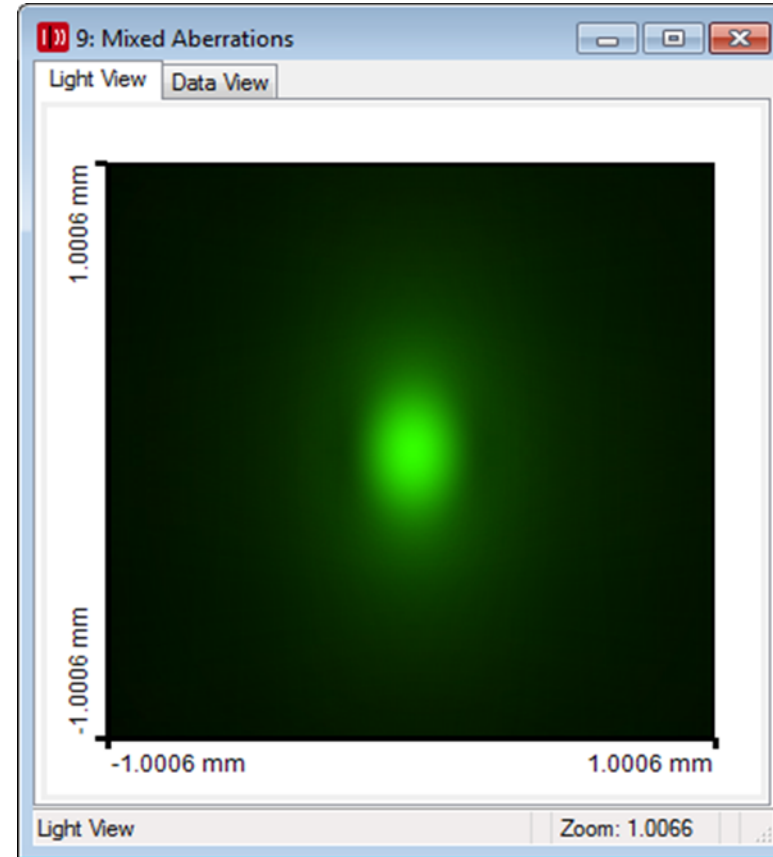 9: Mixed Aberrations
Light View
Data View
1.0006 mm
-1.0006 mm
-1.0006 mm
1.0006 mm
Light View
Zoom: 1.0066